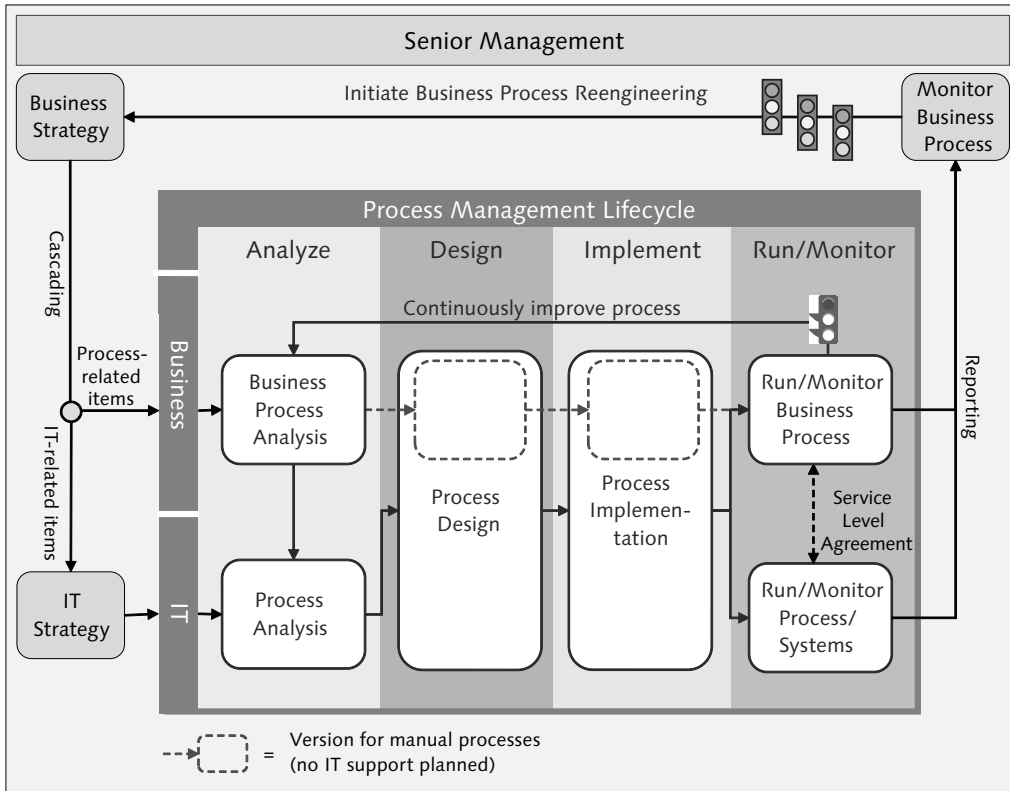 Senior Management
Business
Strategy
Initiate Business Process Reengineering
Monitor
Business
Process
Cascading
Process-
related
items
IT-related items
IT
Strategy
Process Management Lifecycle
Analyze
Design
Implement
Run/Monitor
Business
IT
Continuously improve process
Business
Process
Analysis
Process
Design
Process
Implemen-
tation
Run/Monitor
Business
Process
Service
Level
Agreement
Process
Analysis
Run/Monitor
Process/
Systems
Reporting
= Version for manual processes
(no IT support planned)